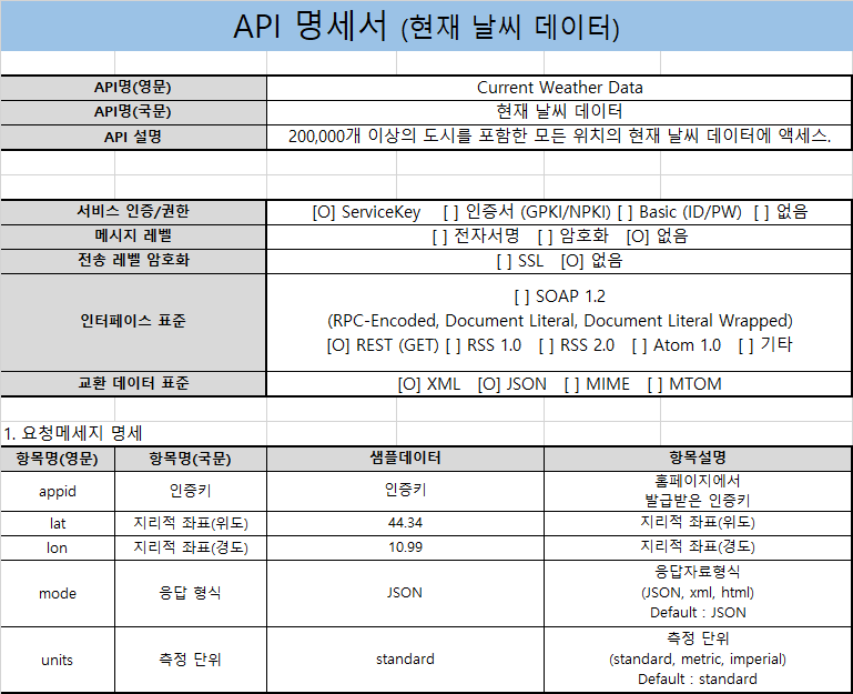 API 명세서 (현재 날씨 데이터)
API명(영문) Current Weather Data
API명(국문) 현재 날씨 데이터
API 설명 200,000개 이상의 도시를 포함한 모든 위치의 현재 날씨 데이터에 액세스.
서비스 인증/권한 [O] ServiceKey [ ] 인증서 (GPKI/NPKI) [ ] Basic (ID/PW) [ ] 없음
메시지 레벨 [ ] 전자서명 [ ] 암호화 [O] 없음
전송 레벨 암호화 [ ] SSL [O] 없음
인터페이스 표준
[ ] SOAP 1.2
(RPC-Encoded, Document Literal, Document Literal Wrapped)
[O] REST (GET) [ ] RSS 1.0 [ ] RSS 2.0 [ ] Atom 1.0 [ ] 기타
교환 데이터 표준 [O] XML [O] JSON [ ] MIME [ ] MTOM
1. 요청메세지 명세
항목명(영문) 항목명(국문) 샘플데이터 항목설명
appid 인증키 인증키 홈페이지에서
발급받은 인증키
lat 지리적 좌표(위도) 44.34 지리적 좌표(위도)
lon 지리적 좌표(경도) 10.99 지리적 좌표(경도)
mode 응답 형식 JSON 응답자료형식
(JSON, xml, html)
Default : JSON
units 측정 단위 standard 측정 단위
(standard, metric, imperial)
Default : standard